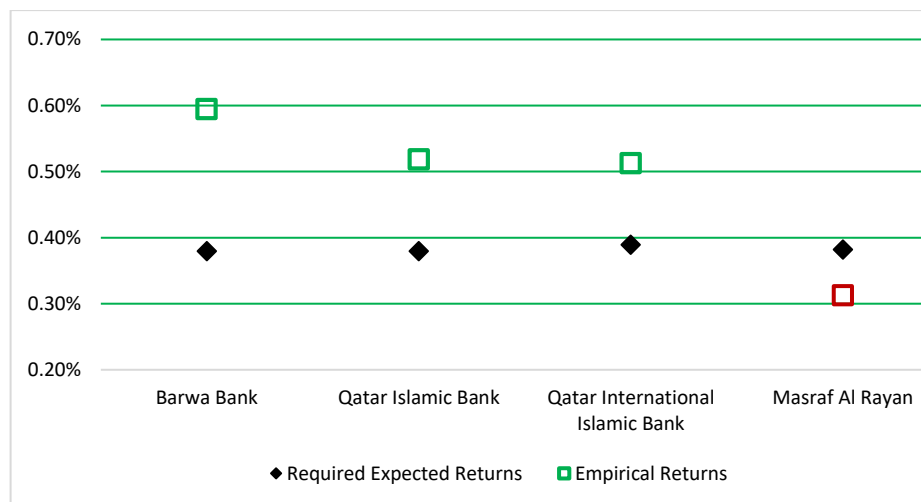 0.70%
0.60%
0.50%
0.40%
0.30%
0.20%
Barwa Bank
Qatar Islamic Bank
Qatar International
Islamic Bank
Masraf Al Rayan
Required Expected Returns
Empirical Returns